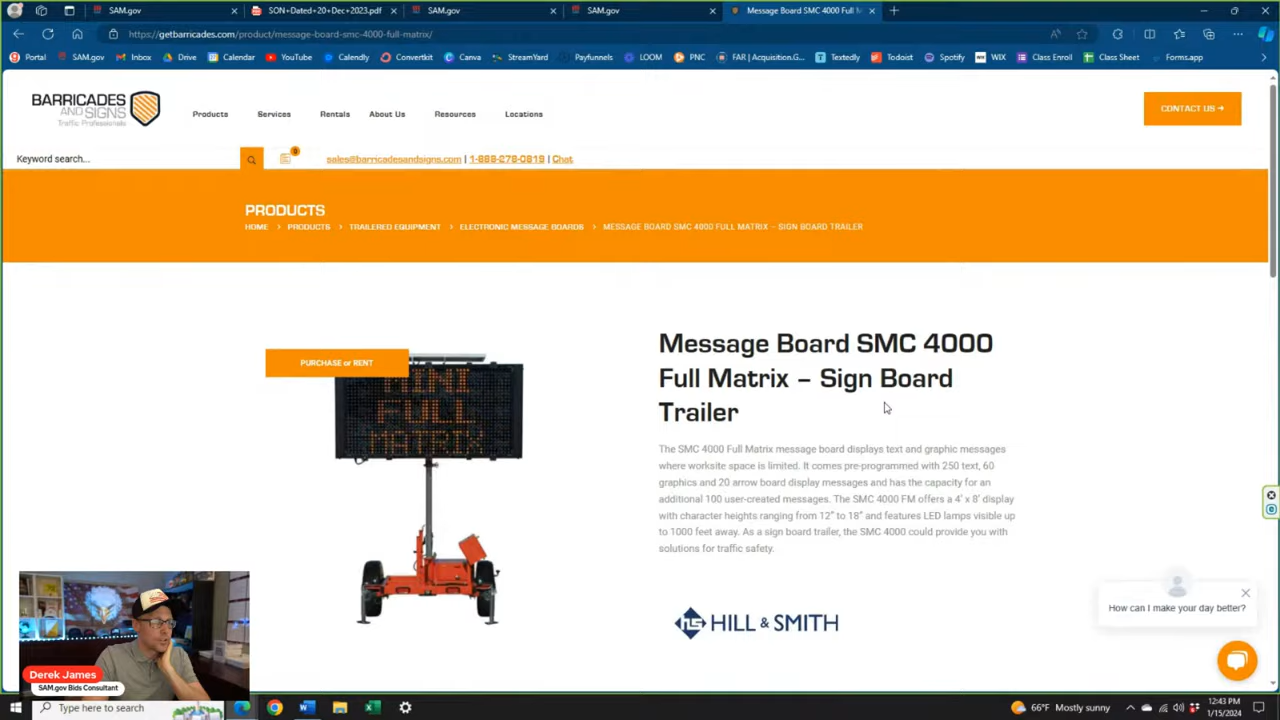 SAM.gov
SON+Dated+20+Dec+2023.pdf
SAM.gov
SAM.gov
Message Board SMC 4000 Full M
https://getbarricades.com/product/message-board-smc-4000-full-matrix/
Portal
SAM.gov
Inbox
Drive
Calendar
YouTube
Calendly
Convertkit
Canva
StreamYard
Payfunnels
LOOM
PNC
FAR | Acquisition.G...
Textedly
Todoist
Spotify
WIX
Class Enroll
Class Sheet
Forms.app
BARRICADES
AND SIGNS
Traffic Professionals
Products
Services
Rentals
About Us
Resources
Locations
CONTACT US →
Keyword search...
0
sales@barricadesandsigns.com | 1-888-278-0819 | Chat
PRODUCTS
HOME > PRODUCTS > TRAILERED EQUIPMENT > ELECTRONIC MESSAGE BOARDS > MESSAGE BOARD SMC 4000 FULL MATRIX – SIGN BOARD TRAILER
PURCHASE or RENT
MINI
FULL
MATRIX
Message Board SMC 4000
Full Matrix – Sign Board
Trailer
The SMC 4000 Full Matrix message board displays text and graphic messages
where worksite space is limited. It comes pre-programmed with 250 text, 60
graphics and 20 arrow board display messages and has the capacity for an
additional 100 user-created messages. The SMC 4000 FM offers a 4' x 8' display
with character heights ranging from 12" to 18" and features LED lamps visible up
to 1000 feet away. As a sign board trailer, the SMC 4000 could provide you with
solutions for traffic safety.
HILL & SMITH
How can I make your day better?
Derek James
SAM.gov Bids Consultant
Type here to search
66°F Mostly sunny
12:43 PM
1/15/2024